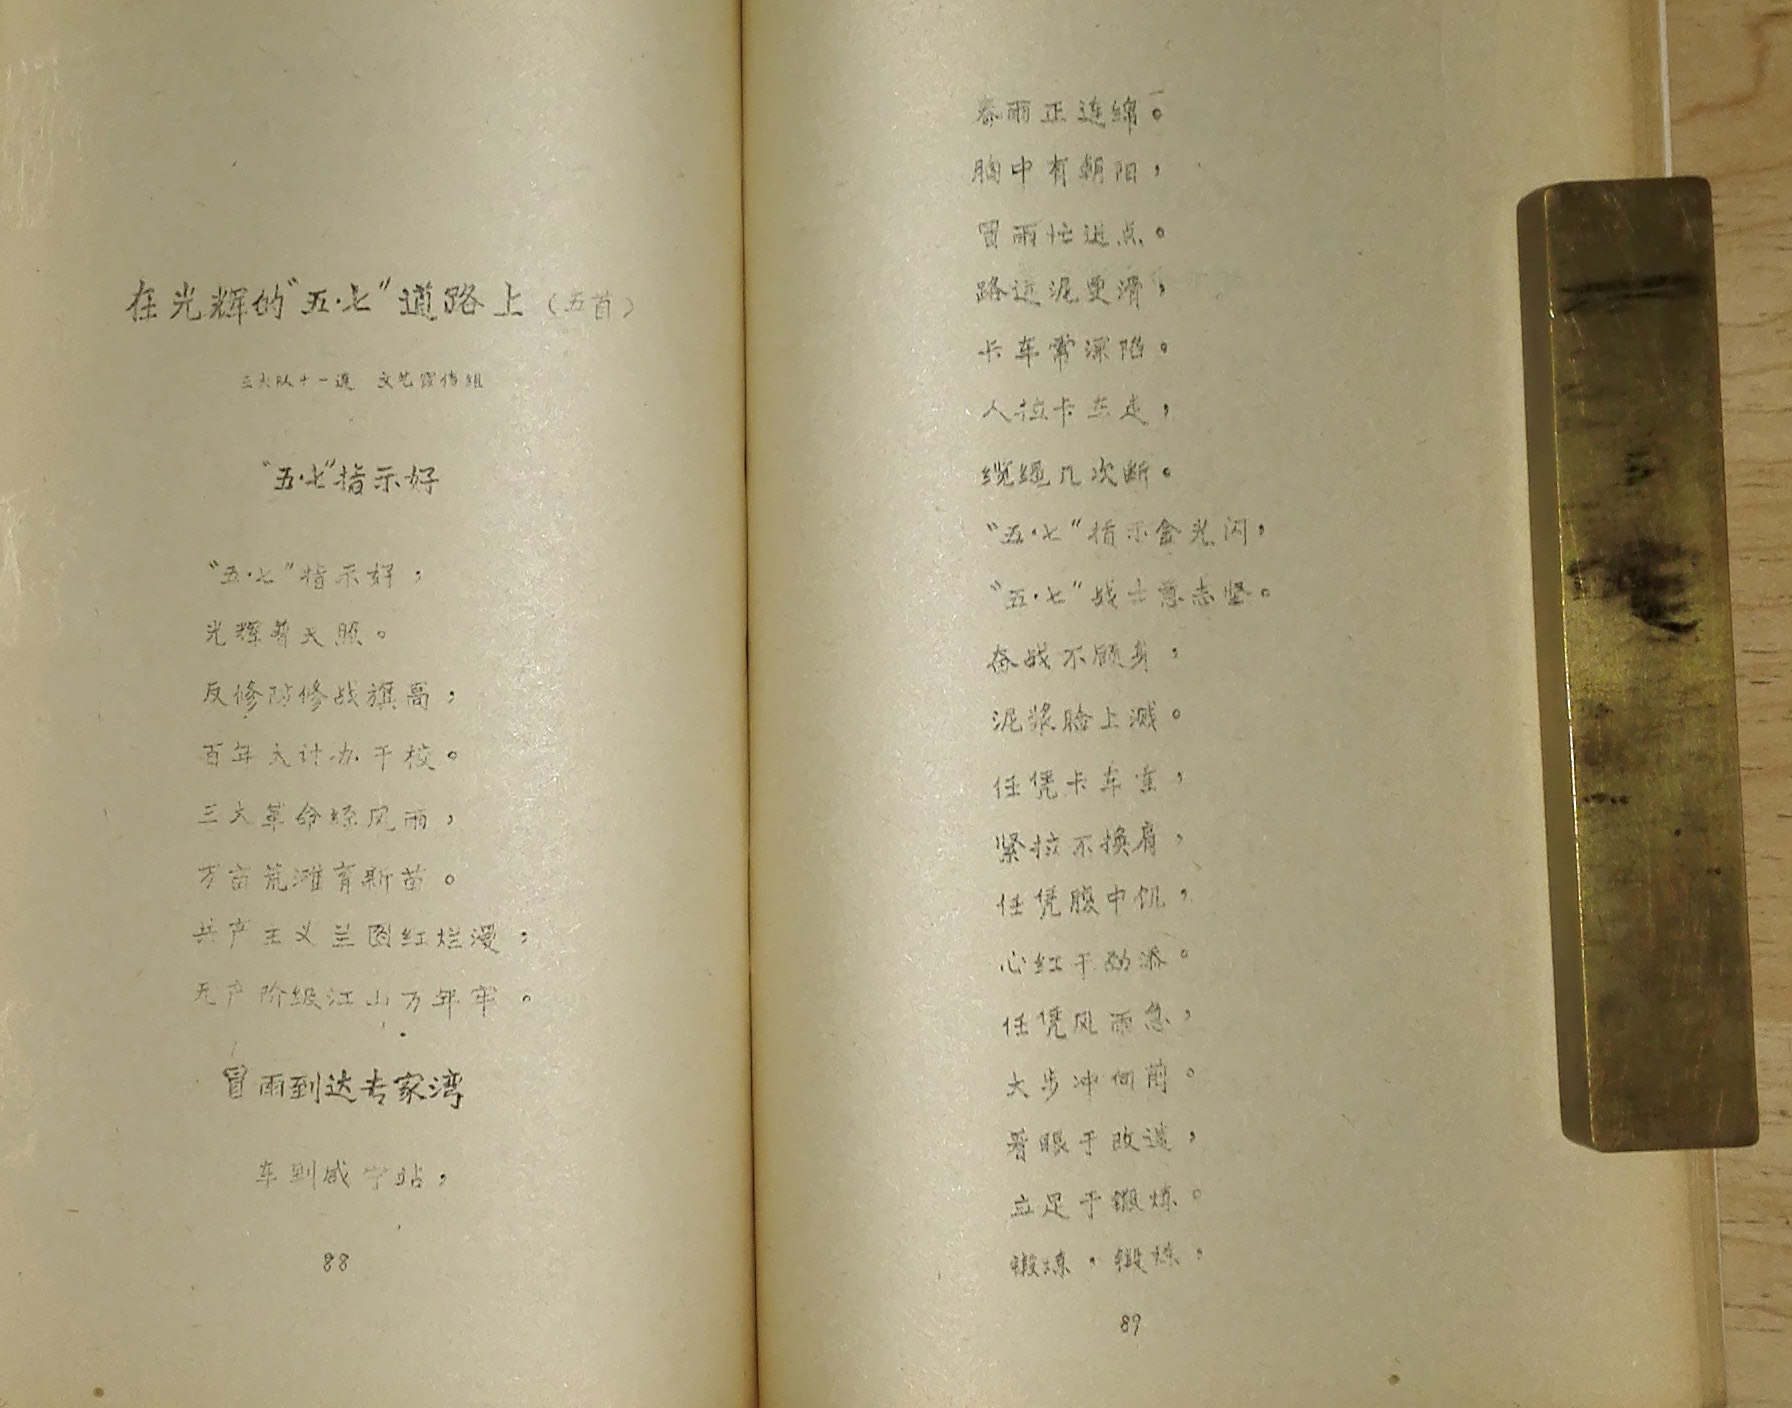 在光辉的“五·七”道路上（五首）
三大队十一连 文艺宣传组
“五·七”指示好
“五·七”指示好，
光辉普天照。
反修防修战旗高，
百年大计办干校。
三大革命经风雨，
万亩荒滩育新苗。
共产主义兰图红烂漫，
无产阶级江山万年牢。
冒雨到达专家湾
车到咸宁站，
88
春雨正连绵。
胸中有朝阳，
冒雨忙进点。
路远泥更滑，
卡车常深陷。
人拉卡车走，
缆绳几次断。
“五·七”指示金光闪，
“五·七”战士意志坚。
奋战不顾身，
泥浆脸上溅。
任凭卡车重，
紧拉不换肩，
任凭腹中饥，
心红干劲添。
任凭风雨急，
大步冲向前。
着眼于改造，
立足于锻炼。
锻炼，锻炼，
89